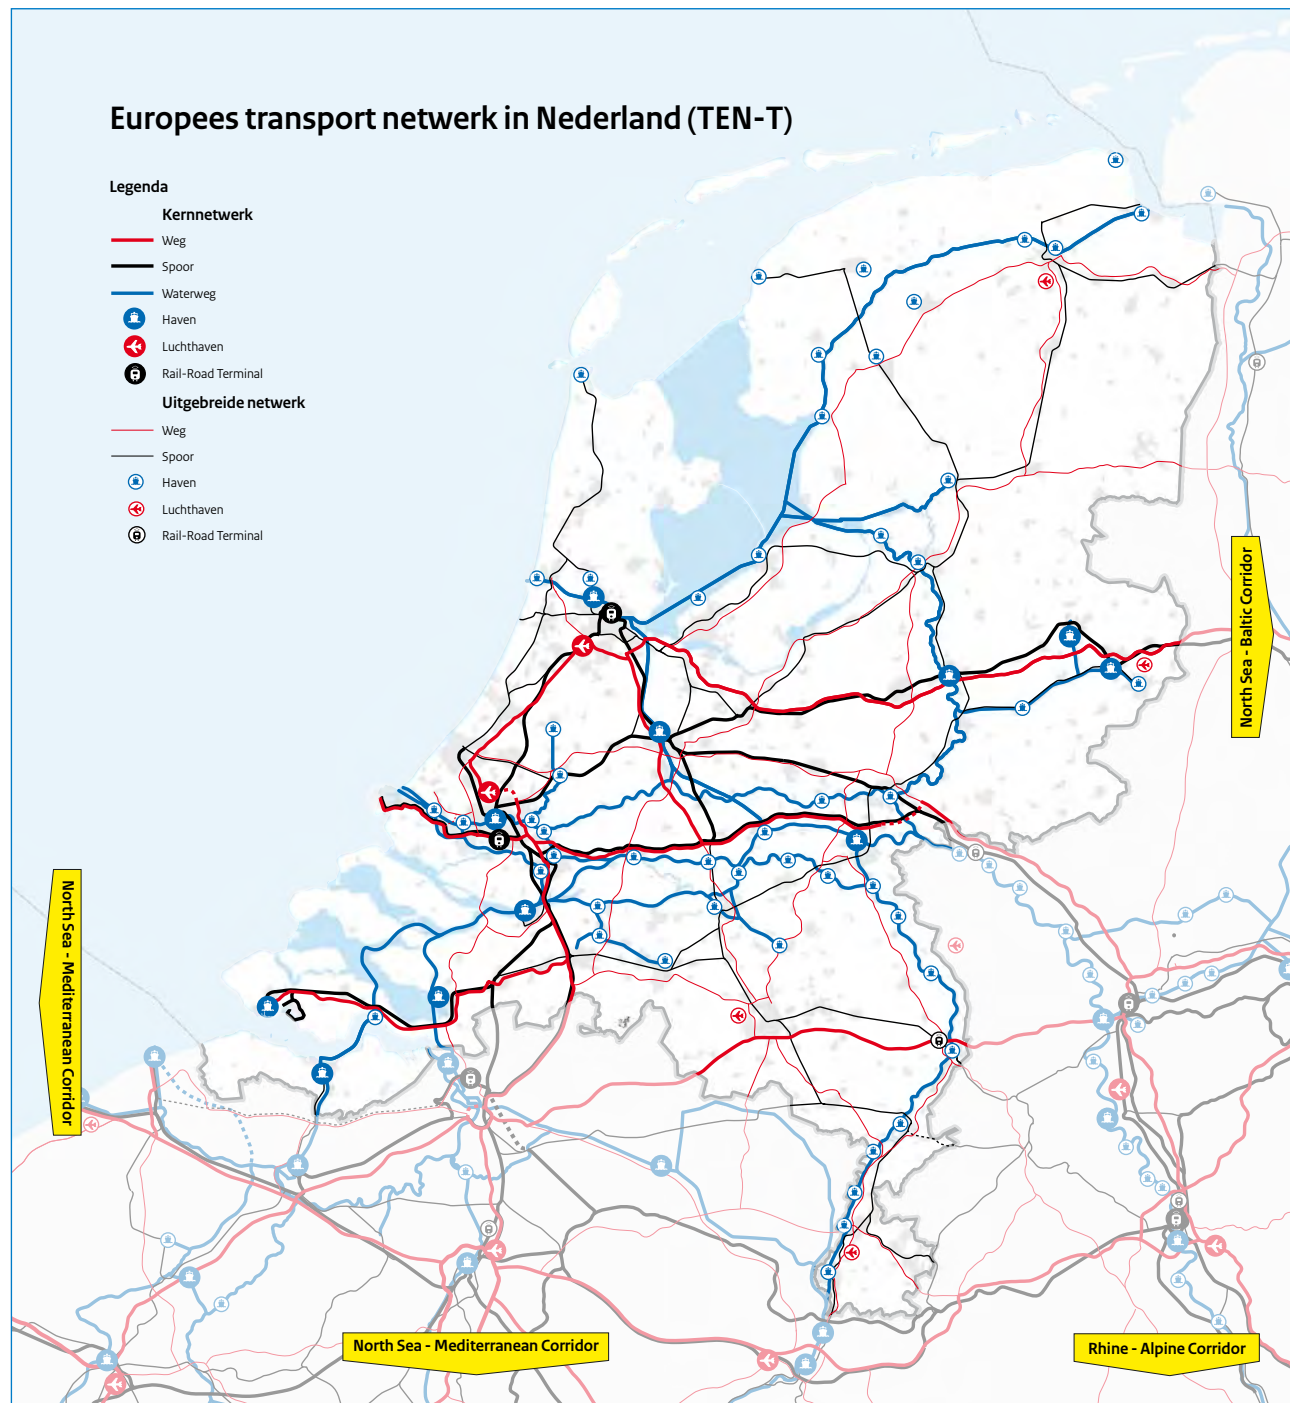 Europees transport netwerk in Nederland (TEN-T)
Legenda
Kernnetwerk
Weg
Spoor
Waterweg
Haven
Luchthaven
Rail-Road Terminal
Uitgebreide netwerk
Weg
Spoor
Haven
Luchthaven
Rail-Road Terminal
North Sea - Baltic Corridor
North Sea - Mediterranean Corridor
North Sea - Mediterranean Corridor
Rhine - Alpine Corridor